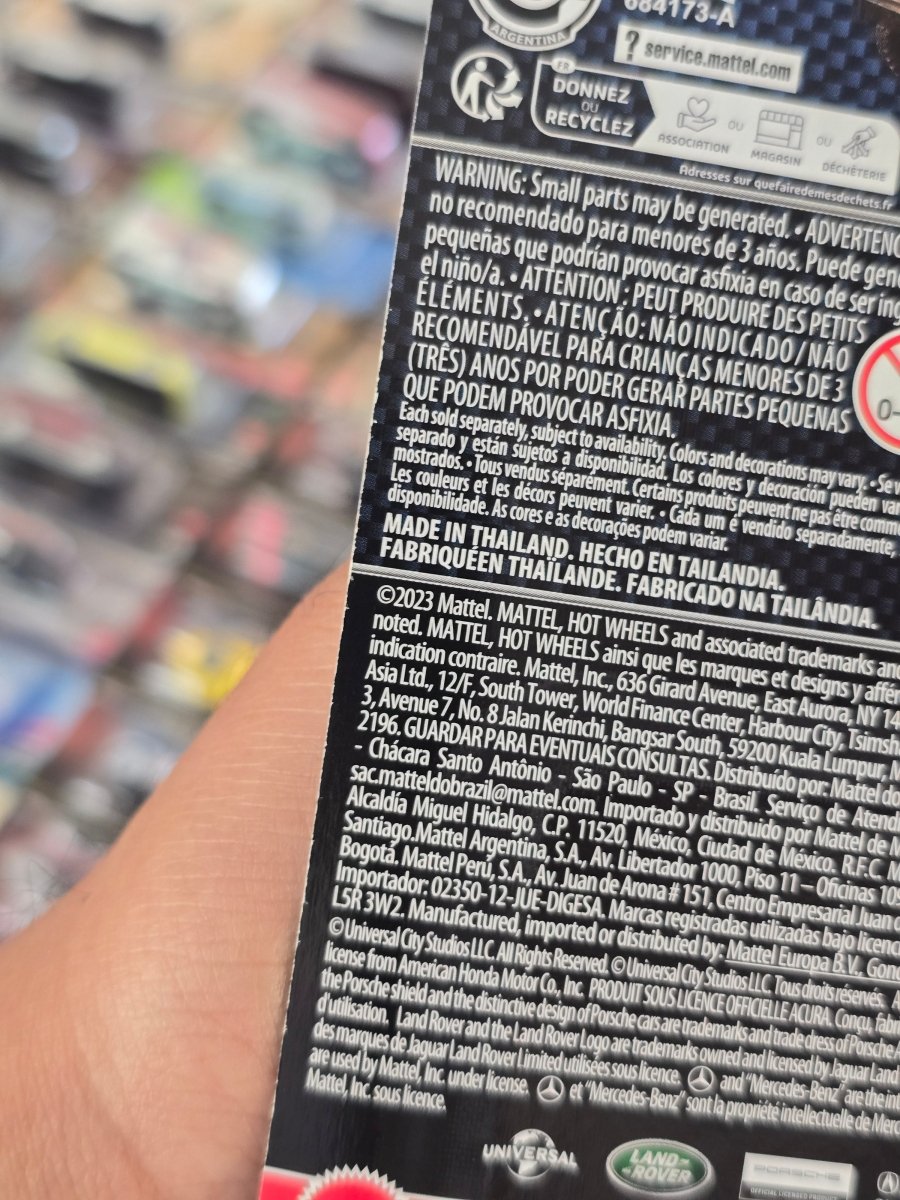 684173-A
ARGENTINA
? service.mattel.com
FR
DONNEZ
OU
RECYCLEZ
ASSOCIATION
OU
MAGASIN
OU
DÉCHÈTERIE
Adresses sur quefairedemesdechets.fr
WARNING: Small parts may be generated. • ADVERTENC
no recomendado para menores de 3 años. Puede gen
pequeñas que podrían provocar asfixia en caso de ser ing
el niño/a. • ATTENTION : PEUT PRODUIRE DES PETITS
ÉLÉMENTS. • ATENÇÃO: NÃO INDICADO/NÃO
RECOMENDÁVEL PARA CRIANÇAS MENORES DE 3
(TRÊS) ANOS POR PODER GERAR PARTES PEQUENAS
QUE PODEM PROVOCAR ASFIXIA.
0-
Each sold separately, subject to availability. Colors and decorations may vary. • Se v
separado y están sujetos a disponibilidad. Los colores y decoración pueden var
mostrados. • Tous vendus séparément. Certains produits peuvent ne pas être comm
Les couleurs et les décors peuvent varier. • Cada um é vendido separadamente,
disponibilidade. As cores e as decorações podem variar.
MADE IN THAILAND. HECHO EN TAILANDIA.
FABRIQUÉEN THAÏLANDE. FABRICADO NA TAILÂNDIA.
©2023 Mattel. MATTEL, HOT WHEELS and associated trademarks and
noted. MATTEL, HOT WHEELS ainsi que les marques et designs y affér
indication contraire. Mattel, Inc., 636 Girard Avenue, East Aurora, NY 14
Asia Ltd., 12/F, South Tower, World Finance Center, Harbour City, Tsimsh
3, Avenue 7, No. 8 Jalan Kerinchi, Bangsar South, 59200 Kuala Lumpur, M
2196. GUARDAR PARA EVENTUAIS CONSULTAS. Distribuído por: Mattel do
- Chácara Santo Antônio - São Paulo - SP - Brasil. Serviço de Atend
sac.matteldobrazil@mattel.com. Importado y distribuido por Mattel de M
Alcaldía Miguel Hidalgo, C.P. 11520, México, Ciudad de México. R.F.C. M
Santiago.Mattel Argentina, S.A., Av. Libertador 1000, Piso 11 – Oficinas 109
Bogotá. Mattel Perú, S.A., Av. Juan de Arona # 151, Centro Empresarial Juan d
Importador: 02350-12-JUE-DIGESA. Marcas registradas utilizadas bajo licenc
L5R 3W2. Manufactured, imported or distributed by: Mattel Europa B.V., Gond
© Universal City Studios LLC. All Rights Reserved. © Universal City Studios LLC. Tous droits réservés. A
license from American Honda Motor Co., Inc. PRODUIT SOUS LICENCE OFFICIELLE ACURA. Conçu, fabr
the Porsche shield and the distinctive design of Porsche cars are trademarks and trade dress of Porsche A
d'utilisation. Land Rover and the Land Rover Logo are trademarks owned and licensed by Jaguar Land
des marques de Jaguar Land Rover Limited utilisées sous licence. and "Mercedes-Benz" are the int
are used by Mattel, Inc. under license. et "Mercedes-Benz" sont la propriété intellectuelle de Merc
Mattel, Inc. sous licence.
UNIVERSAL
LAND-
ROVER
PORSCHE
OFFICIAL LICENSED PRODUCT